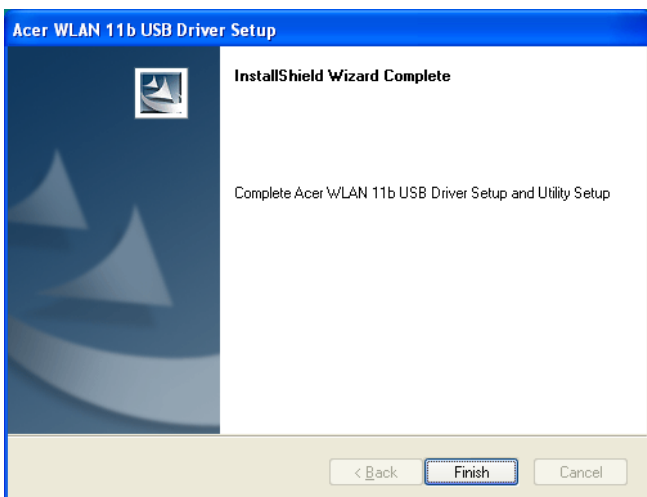 Acer WLAN 11b USB Driver Setup
InstallShield Wizard Complete
Complete Acer WLAN 11b USB Driver Setup and Utility Setup
< Back
Finish
Cancel